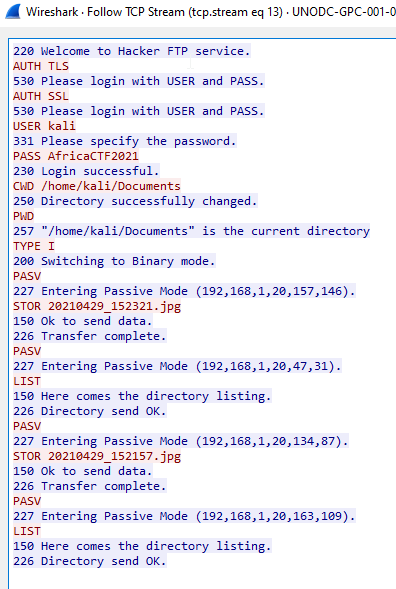 Wireshark · Follow TCP Stream (tcp.stream eq 13) · UNODC-GPC-001-0
220 Welcome to Hacker FTP service.
AUTH TLS
530 Please login with USER and PASS.
AUTH SSL
530 Please login with USER and PASS.
USER kali
331 Please specify the password.
PASS AfricaCTF2021
230 Login successful.
CWD /home/kali/Documents
250 Directory successfully changed.
PWD
257 "/home/kali/Documents" is the current directory
TYPE I
200 Switching to Binary mode.
PASV
227 Entering Passive Mode (192,168,1,20,157,146).
STOR 20210429_152321.jpg
150 Ok to send data.
226 Transfer complete.
PASV
227 Entering Passive Mode (192,168,1,20,47,31).
LIST
150 Here comes the directory listing.
226 Directory send OK.
PASV
227 Entering Passive Mode (192,168,1,20,134,87).
STOR 20210429_152157.jpg
150 Ok to send data.
226 Transfer complete.
PASV
227 Entering Passive Mode (192,168,1,20,163,109).
LIST
150 Here comes the directory listing.
226 Directory send OK.